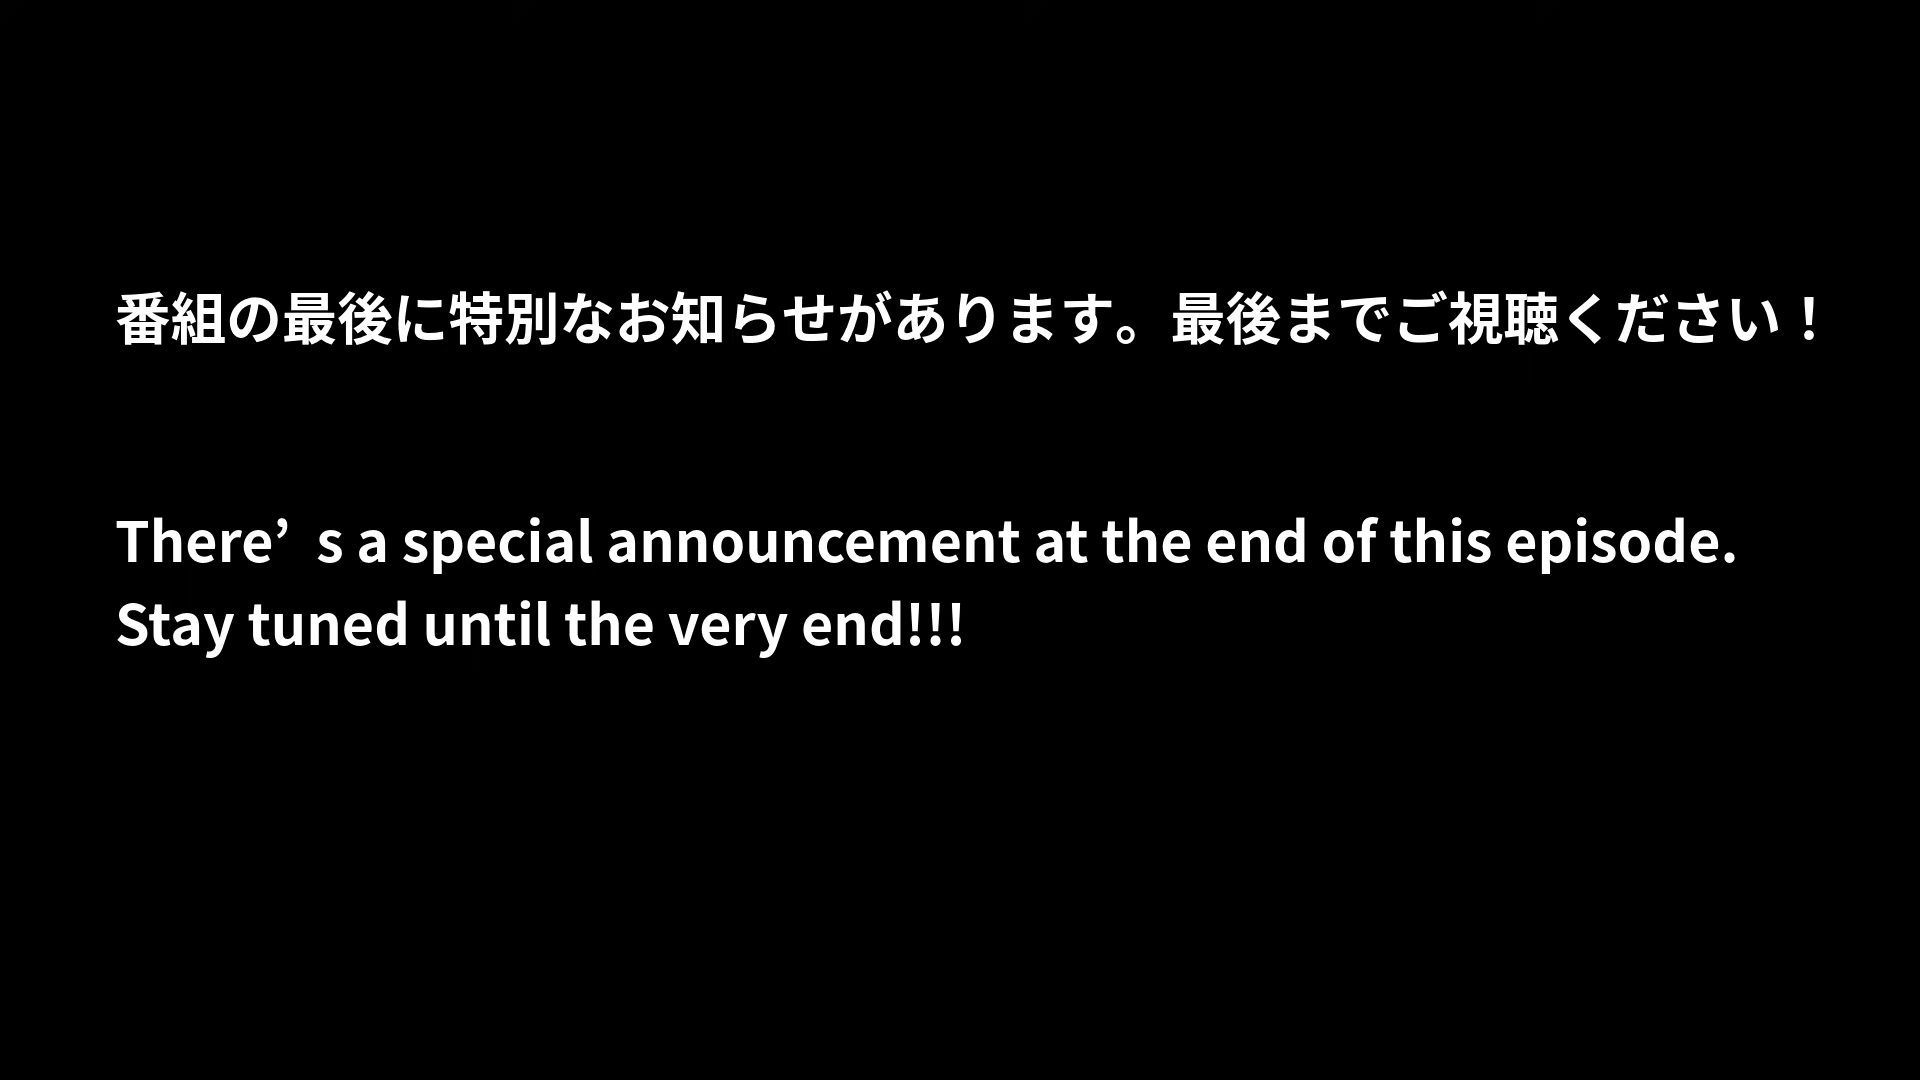 番組の最後に特別なお知らせがあります。最後までご視聴ください！
There’s a special announcement at the end of this episode.
Stay tuned until the very end!!!